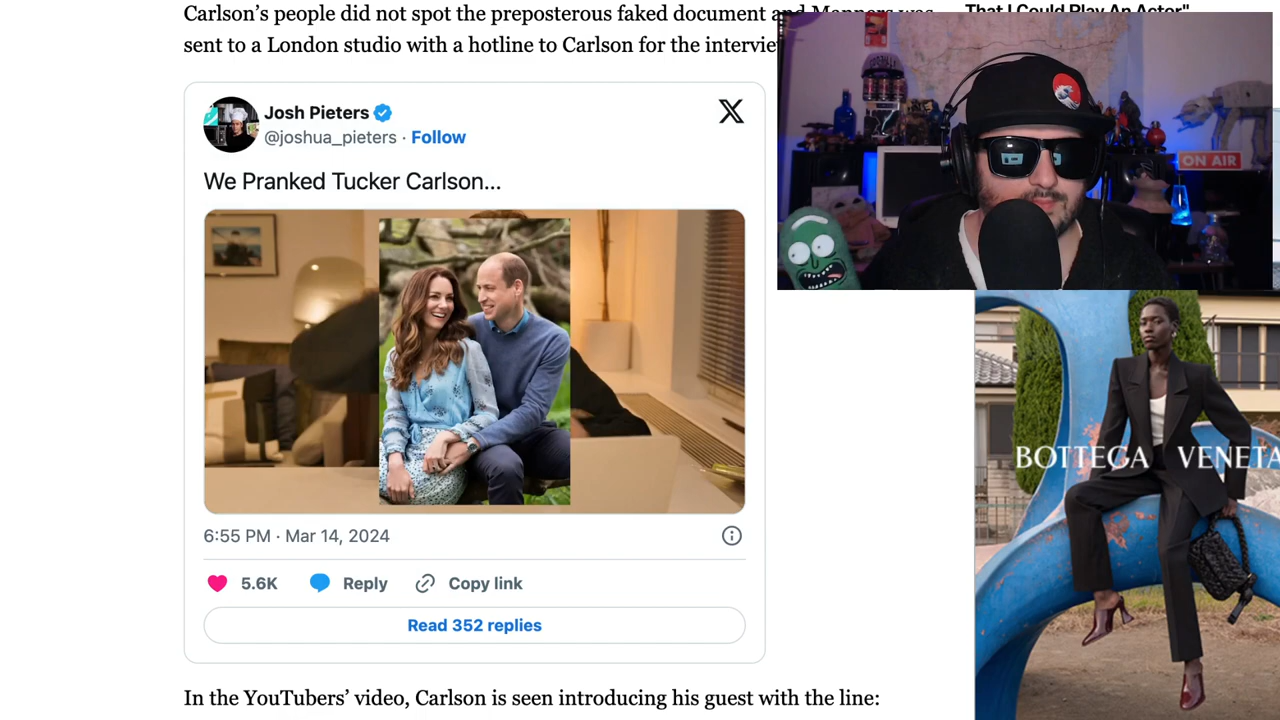 Carlson’s people did not spot the preposterous faked document and Manners was
sent to a London studio with a hotline to Carlson for the
That I Could Play An Actor"
Josh Pieters
@joshua_pieters · Follow
We Pranked Tucker Carlson...
ON AIR
BOTTEGA VENETA
6:55 PM · Mar 14, 2024
5.6K Reply Copy link
Read 352 replies
In the YouTubers’ video, Carlson is seen introducing his guest with the line: